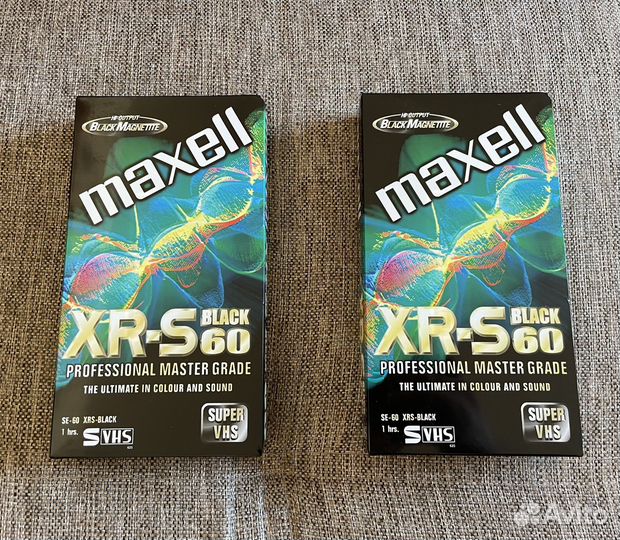 HI-OUTPUT
BLACK MAGNETITE
maxell
XR-S BLACK 60
PROFESSIONAL MASTER GRADE
THE ULTIMATE IN COLOUR AND SOUND
SE-60 XRS-BLACK
1 hrs.
SVHS
SUPER
VHS
HI-OUTPUT
BLACK MAGNETITE
maxell
XR-S BLACK 60
PROFESSIONAL MASTER GRADE
THE ULTIMATE IN COLOUR AND SOUND
SE-60 XRS-BLACK
1 hrs.
SVHS
SUPER
VHS
Avito